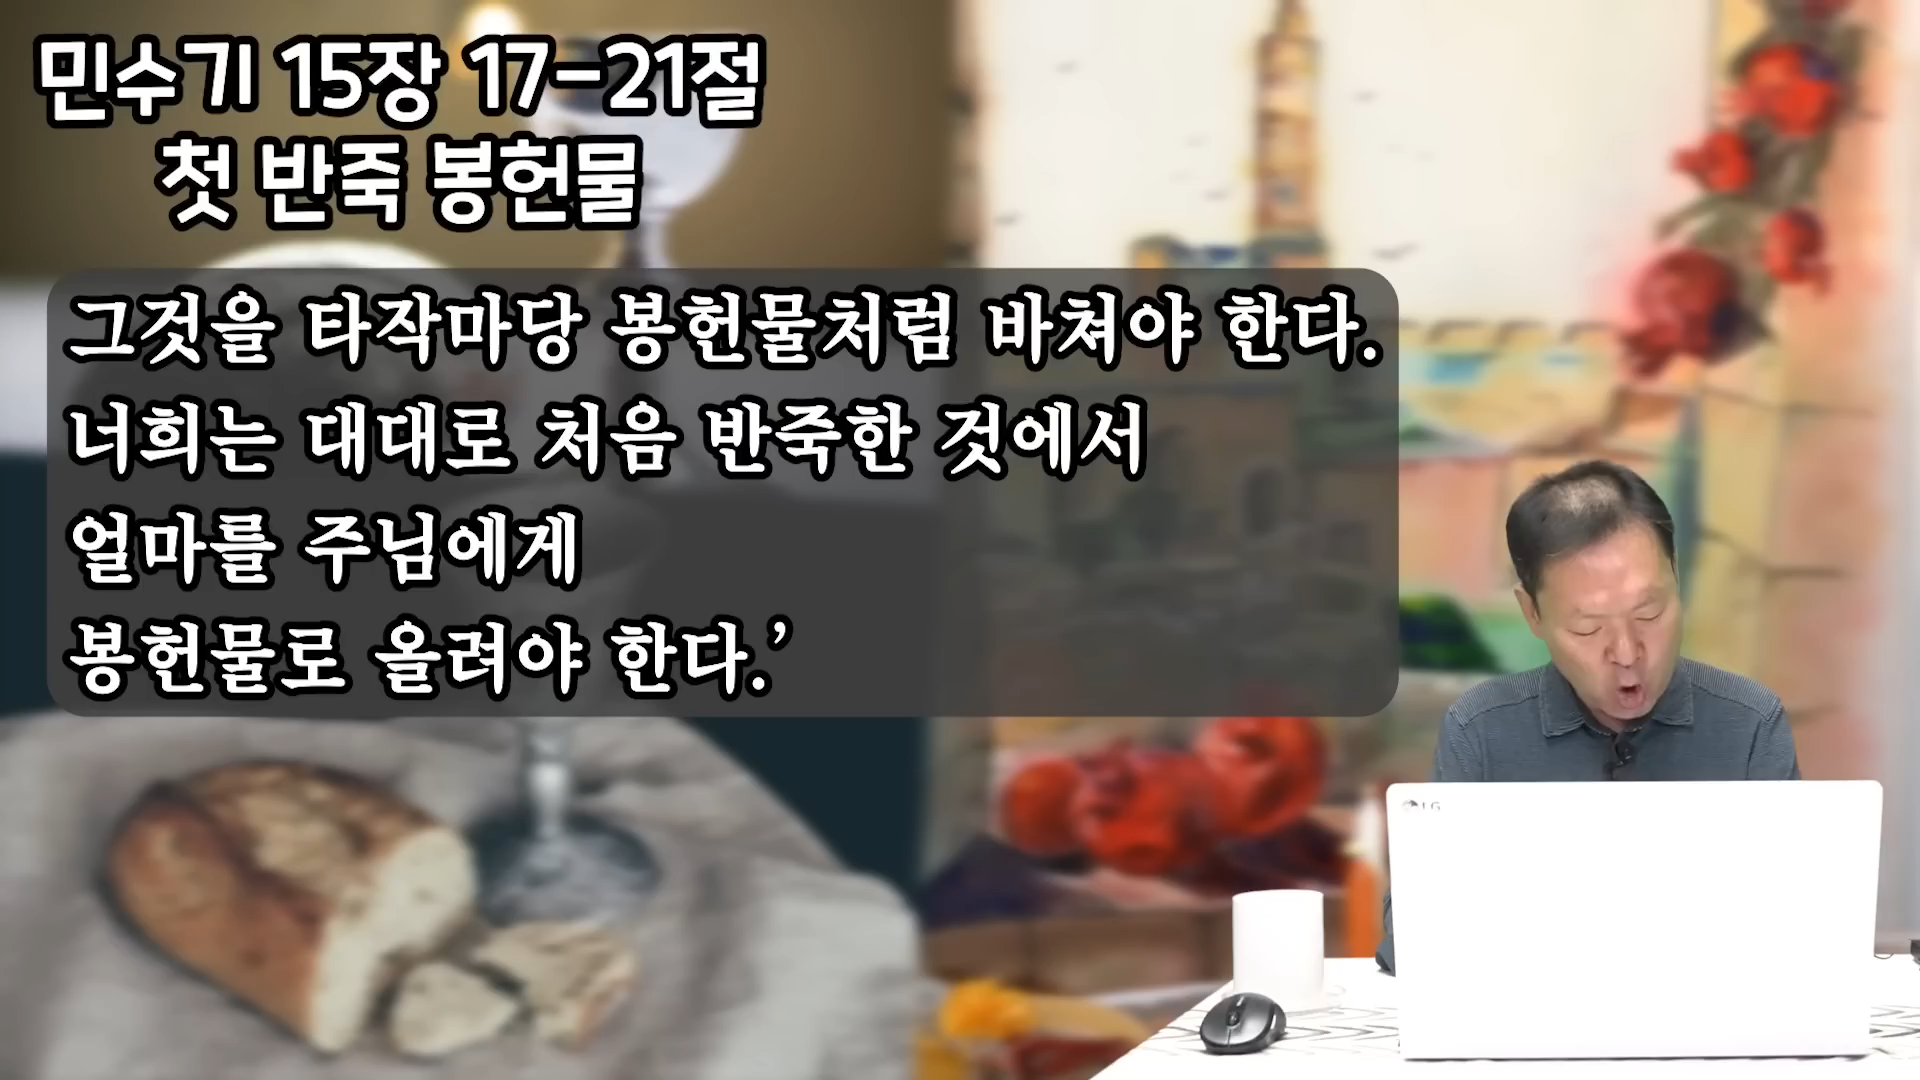 민수기 15장 17-21절
첫 반죽 봉헌물
그것을 타작마당 봉헌물처럼 바쳐야 한다.
너희는 대대로 처음 반죽한 것에서
얼마를 주님에게
봉헌물로 올려야 한다.’
LG